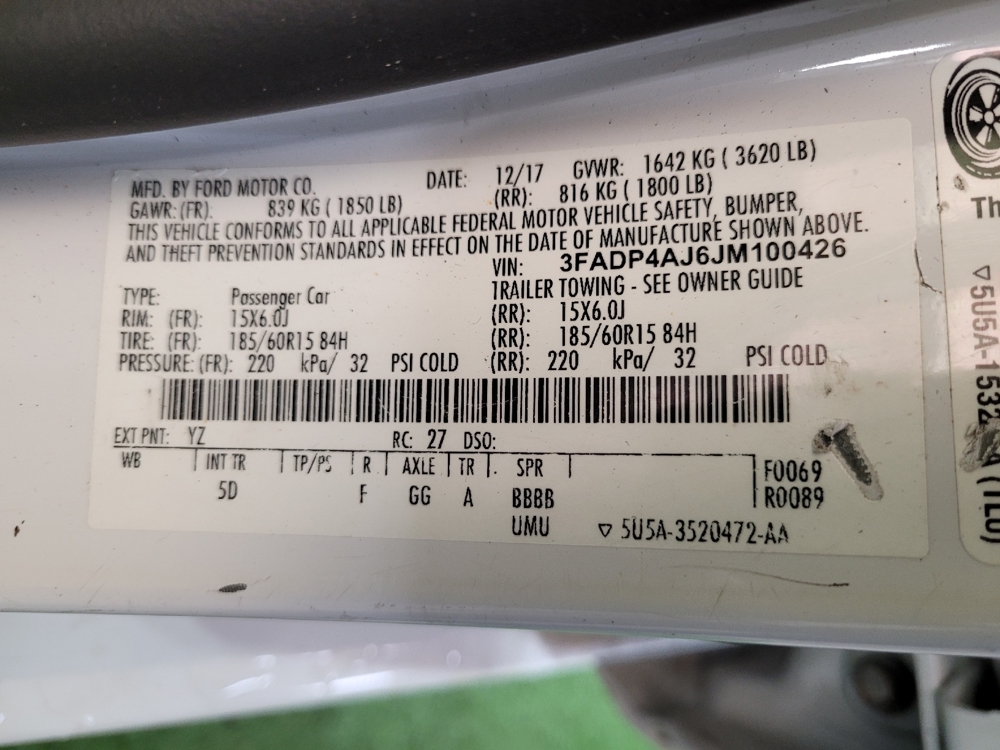 MFD. BY FORD MOTOR CO. DATE: 12/17 GVWR: 1642 KG ( 3620 LB)
GAWR: (FR): 839 KG ( 1850 LB) (RR): 816 KG ( 1800 LB)
THIS VEHICLE CONFORMS TO ALL APPLICABLE FEDERAL MOTOR VEHICLE SAFETY, BUMPER,
AND THEFT PREVENTION STANDARDS IN EFFECT ON THE DATE OF MANUFACTURE SHOWN ABOVE.
VIN: 3FADP4AJ6JM100426
TYPE: Passenger Car TRAILER TOWING - SEE OWNER GUIDE
RIM: (FR): 15X6.0J (RR): 15X6.0J
TIRE: (FR): 185/60R15 84H (RR): 185/60R15 84H
PRESSURE: (FR): 220 kPa/ 32 PSI COLD (RR): 220 kPa/ 32 PSI COLD
EXT PNT: YZ RC: 27 DSO:
WB INT TR TP/PS R AXLE TR SPR F0069
5D F GG A BBBB R0089
UMU ▽ 5U5A-3520472-AA
Th
▽5U5A-1532
(TL6)